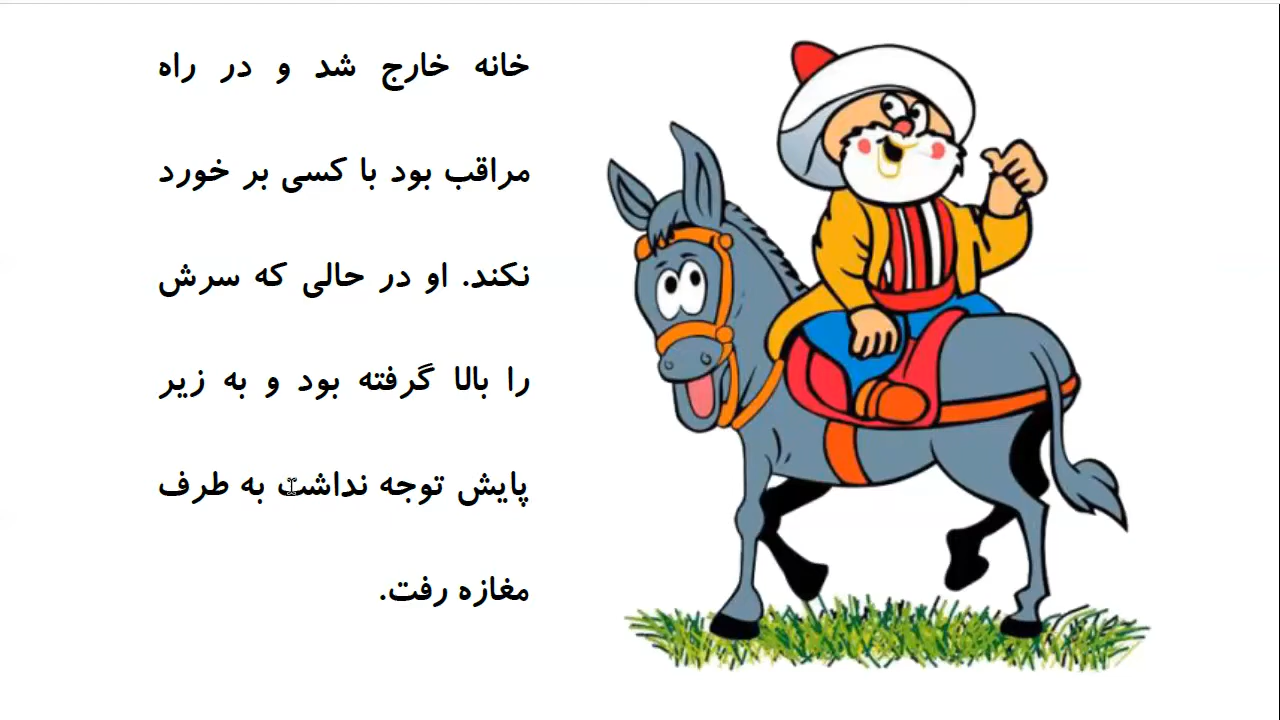 خانه خارج شد و در راه
مراقب بود با کسی بر خورد
نکند. او در حالی که سرش
را بالا گرفته بود و به زیر
پایش توجه نداشت به طرف
مغازه رفت.